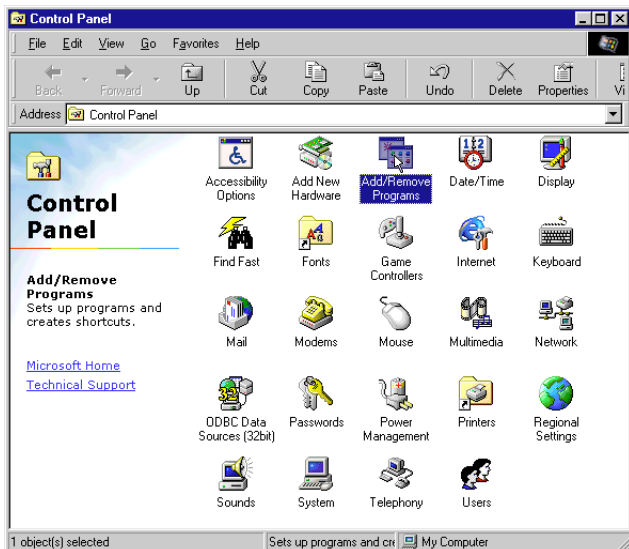 Control Panel
File Edit View Go Favorites Help
Back Forward Up Cut Copy Paste Undo Delete Properties Vi
Address Control Panel
Control
Panel
Add/Remove
Programs
Sets up programs and
creates shortcuts.
Microsoft Home
Technical Support
Accessibility
Options
Add New
Hardware
Add/Remove
Programs
Date/Time
Display
Find Fast
Fonts
Game
Controllers
Internet
Keyboard
Mail
Modems
Mouse
Multimedia
Network
ODBC Data
Sources (32bit)
Passwords
Power
Management
Printers
Regional
Settings
Sounds
System
Telephony
Users
1 object(s) selected Sets up programs and cre My Computer